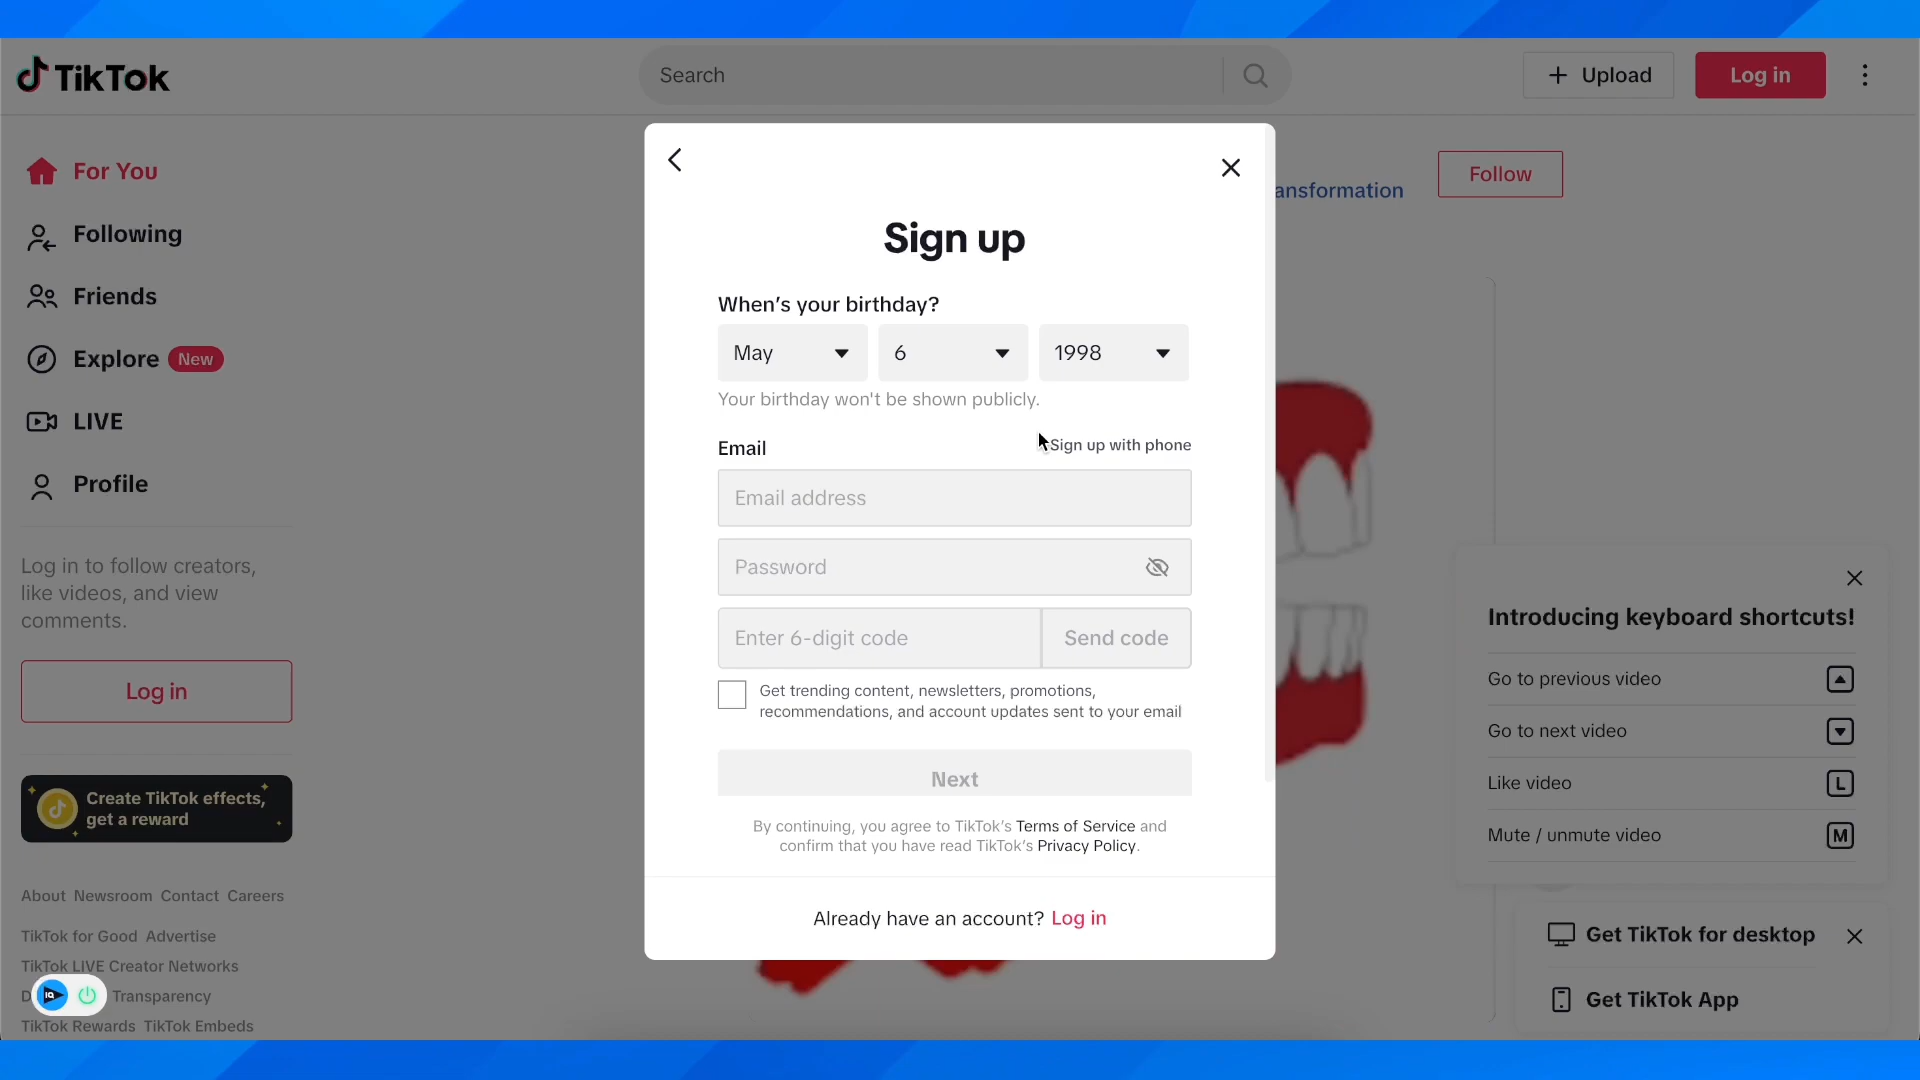 TikTok
Search
Upload
Log in
For You
Following
Friends
Explore New
LIVE
Profile
Log in to follow creators,
like videos, and view
comments.
Log in
Create TikTok effects,
get a reward
About Newsroom Contact Careers
TikTok for Good Advertise
TikTok LIVE Creator Networks
Transparency
TikTok Rewards TikTok Embeds
Sign up
When's your birthday?
May 6 1998
Your birthday won't be shown publicly.
Email Sign up with phone
Email address
Password
Enter 6-digit code Send code
Get trending content, newsletters, promotions,
recommendations, and account updates sent to your email
Next
By continuing, you agree to TikTok's Terms of Service and
confirm that you have read TikTok's Privacy Policy.
Already have an account? Log in
ansformation
Follow
Introducing keyboard shortcuts!
Go to previous video
Go to next video
Like video L
Mute / unmute video M
Get TikTok for desktop
Get TikTok App